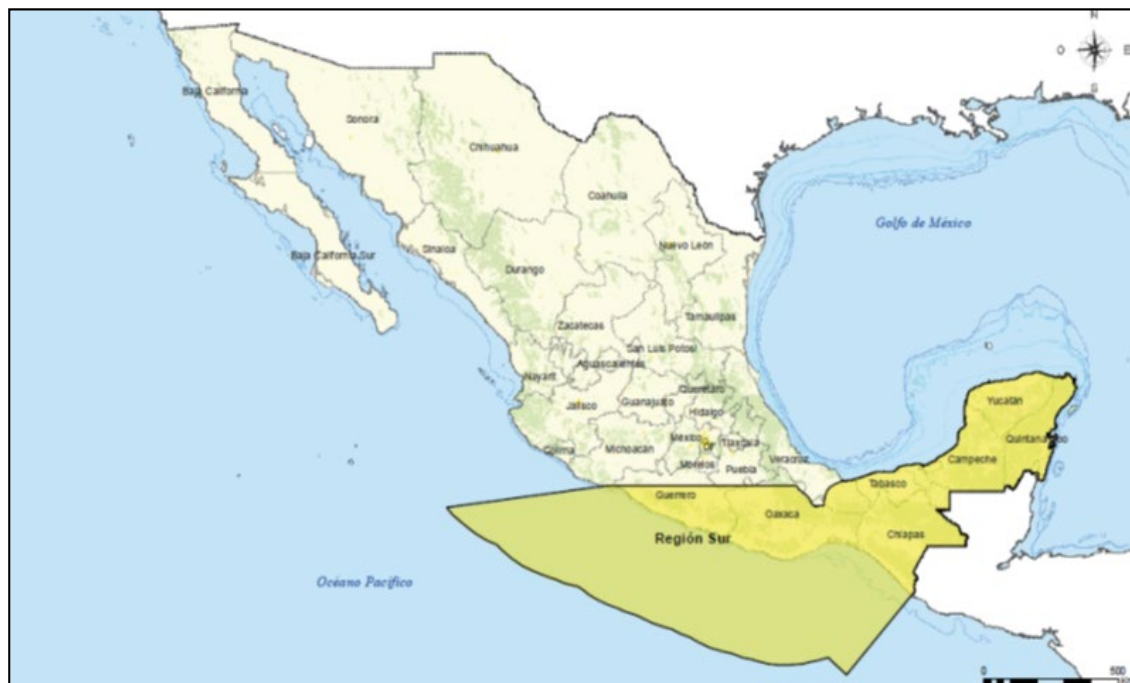 N
O E
S
Baja California
Sonora
Chihuahua
Coahuila
Golfo de México
Nuevo León
Sinaloa
Baja California Sur
Durango
Tamaulipas
Zacatecas
San Luis Potosí
Aguascalientes
Nayarit
Querétaro
Yucatán
Jalisco
Guanajuato
Hidalgo
México
DF
Tlaxcala
Quintana Roo
Colima
Michoacán
Veracruz
Campeche
Morelos
Puebla
Tabasco
Guerrero
Oaxaca
Chiapas
Región Sur
Océano Pacífico
0 500